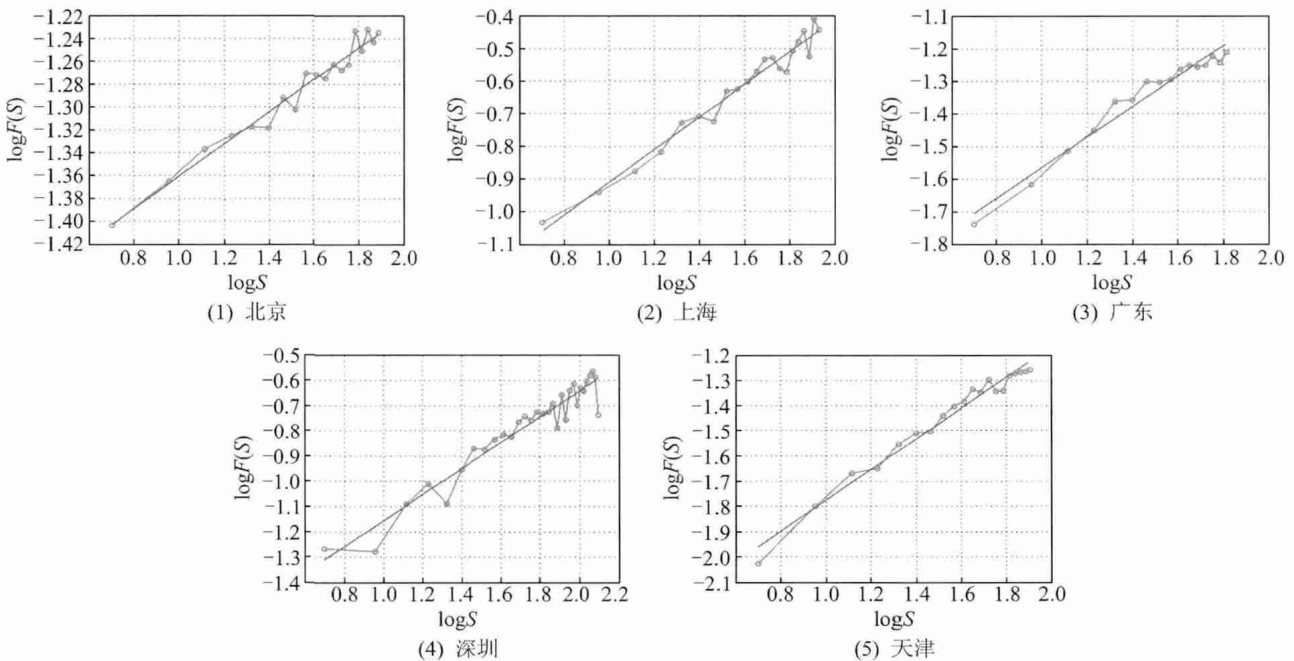 −1.22
−1.24
−1.26
−1.28
−1.30
−1.32
−1.34
−1.36
−1.38
−1.40
−1.42
logF(S)
0.8 1.0 1.2 1.4 1.6 1.8 2.0
logS
(1) 北京
−0.4
−0.5
−0.6
−0.7
−0.8
−0.9
−1.0
−1.1
logF(S)
0.8 1.0 1.2 1.4 1.6 1.8 2.0
logS
(2) 上海
−1.1
−1.2
−1.3
−1.4
−1.5
−1.6
−1.7
−1.8
logF(S)
0.8 1.0 1.2 1.4 1.6 1.8 2.0
logS
(3) 广东
−0.5
−0.6
−0.7
−0.8
−0.9
−1.0
−1.1
−1.2
−1.3
−1.4
logF(S)
0.8 1.0 1.2 1.4 1.6 1.8 2.0 2.2
logS
(4) 深圳
−1.2
−1.3
−1.4
−1.5
−1.6
−1.7
−1.8
−1.9
−2.0
−2.1
logF(S)
0.8 1.0 1.2 1.4 1.6 1.8 2.0
logS
(5) 天津